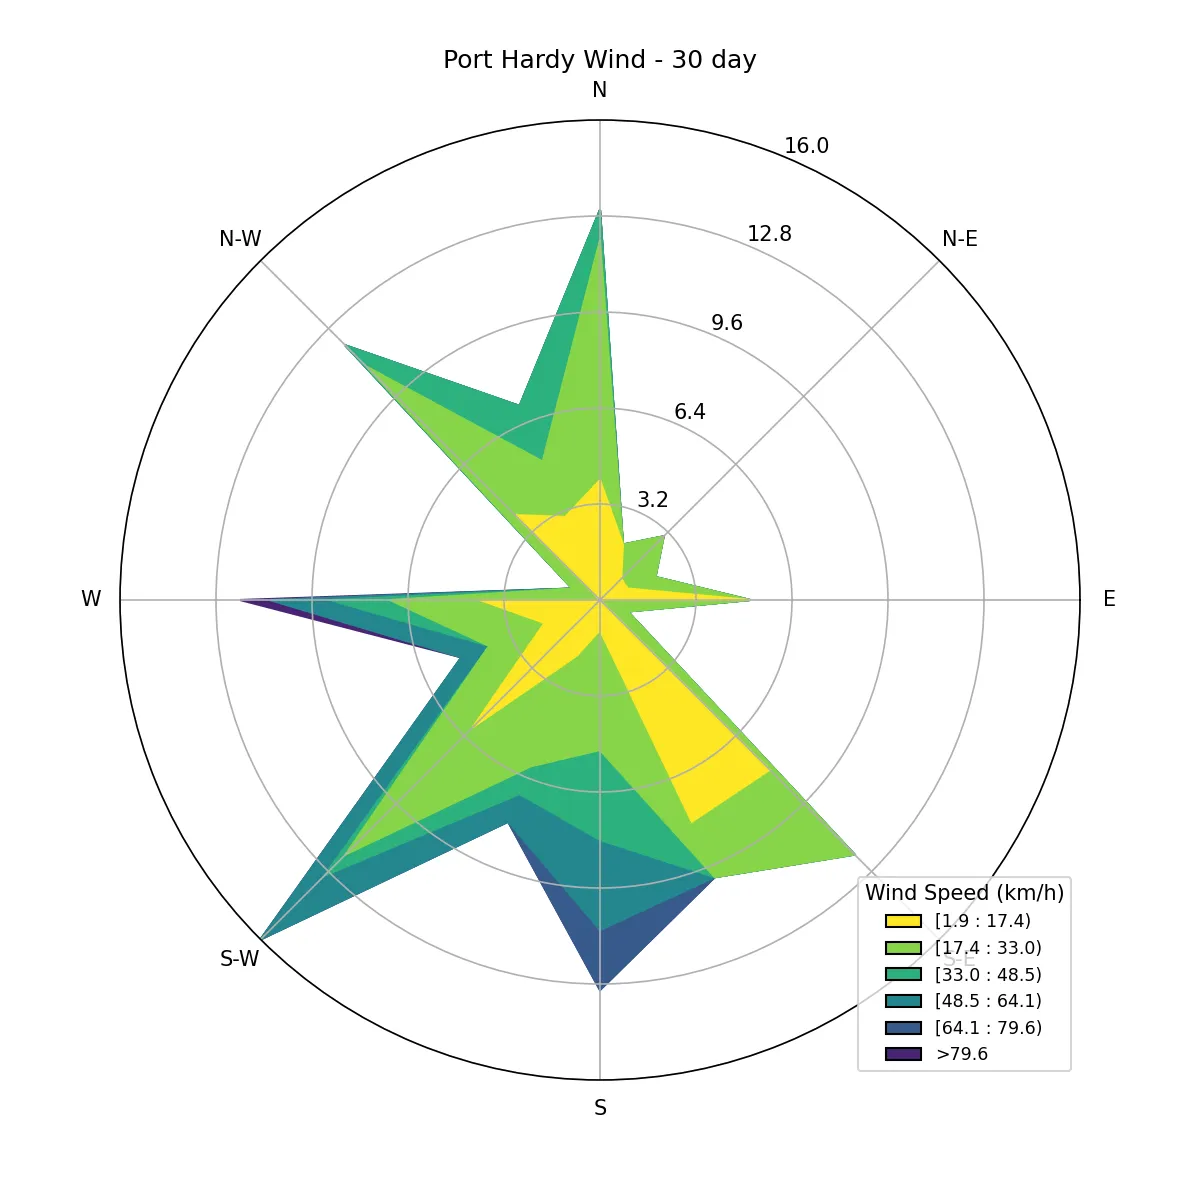 Port Hardy Wind - 30 day
N
16.0
N-W
12.8
N-E
9.6
6.4
3.2
W
E
S-W
S-E
S
Wind Speed (km/h)
[1.9 : 17.4)
[17.4 : 33.0)
[33.0 : 48.5)
[48.5 : 64.1)
[64.1 : 79.6)
>79.6